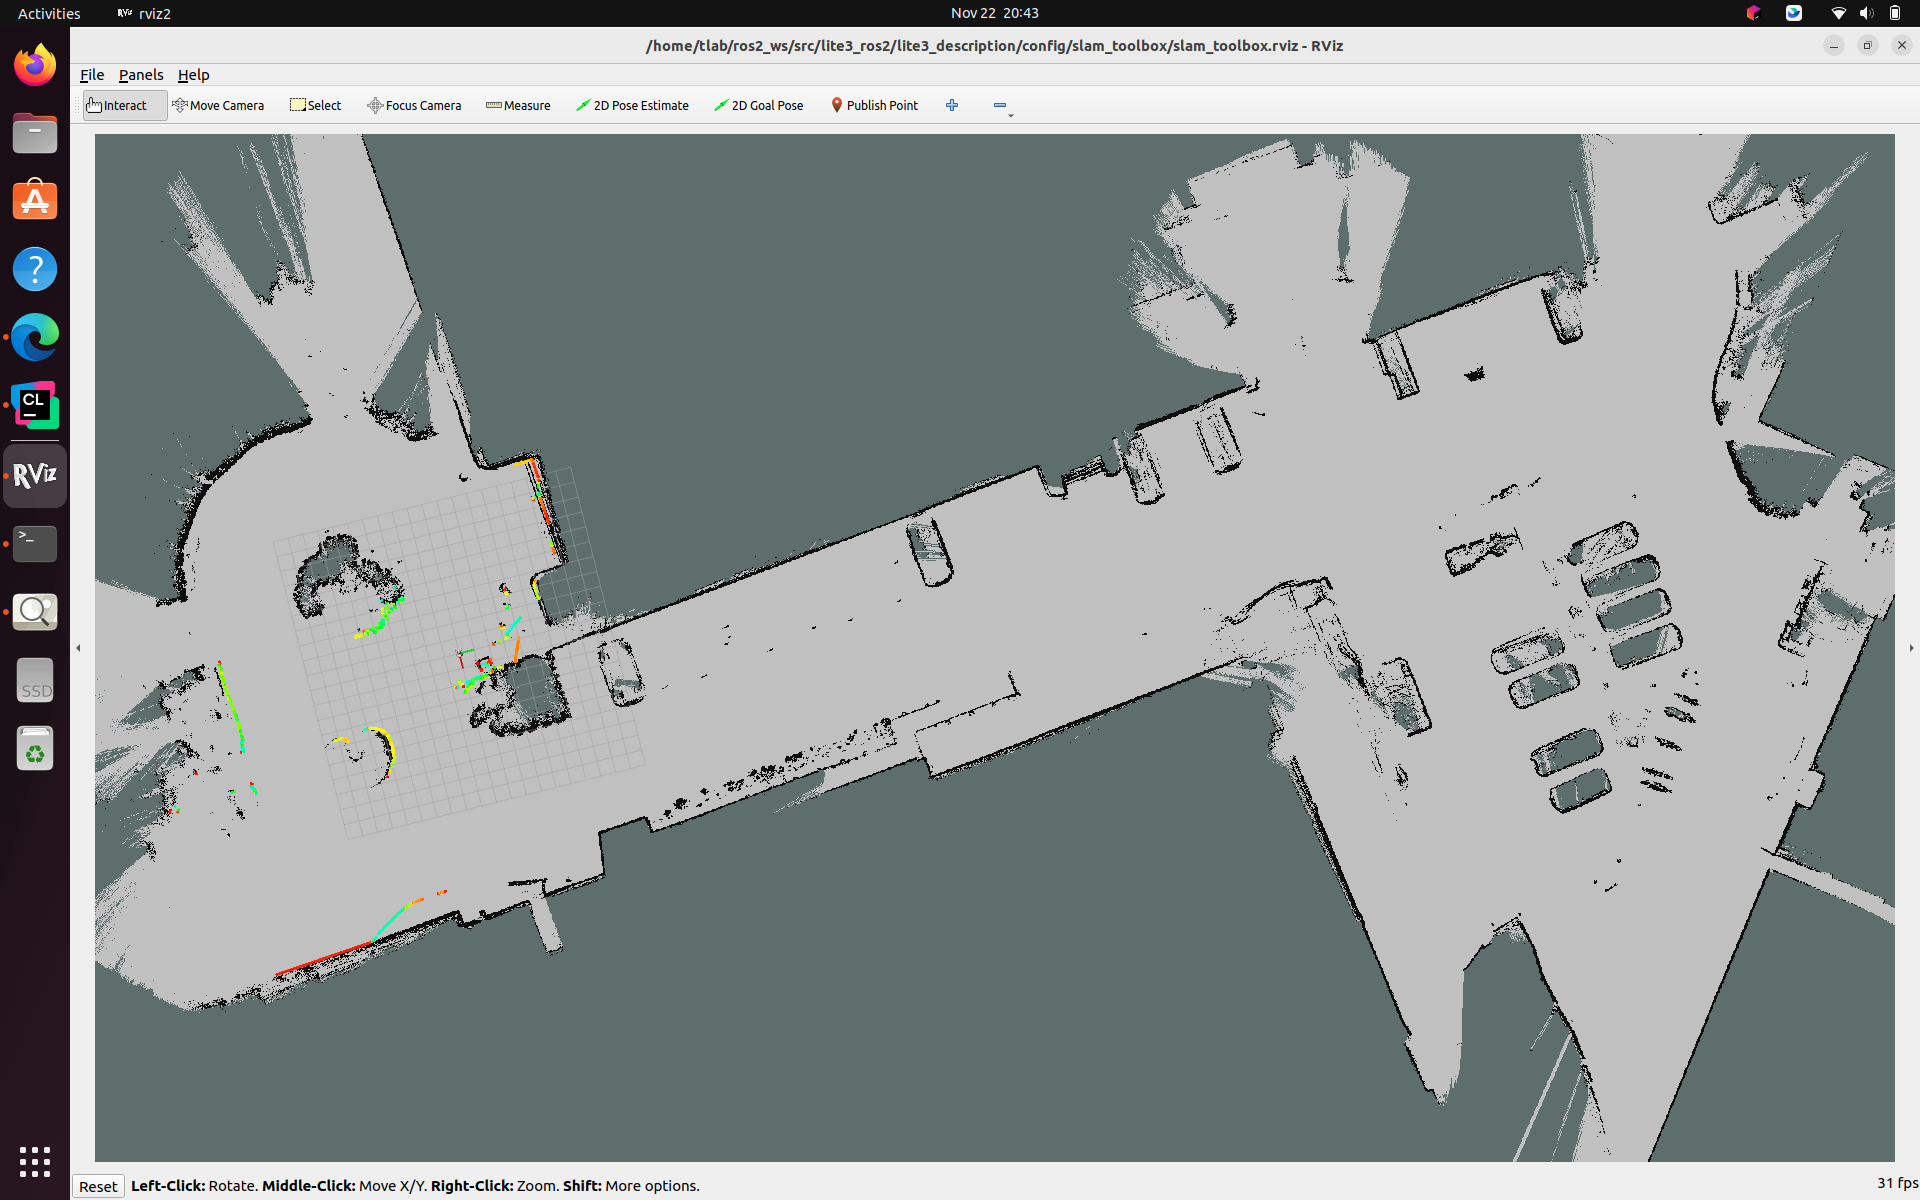 Activities
RViz rviz2
Nov 22 20:43
/home/tlab/ros2_ws/src/lite3_ros2/lite3_description/config/slam_toolbox/slam_toolbox.rviz - RViz
File Panels Help
Interact Move Camera Select Focus Camera Measure 2D Pose Estimate 2D Goal Pose Publish Point
?
CL
RViz
>_
SSD
Reset Left-Click: Rotate. Middle-Click: Move X/Y. Right-Click: Zoom. Shift: More options.
31 fps